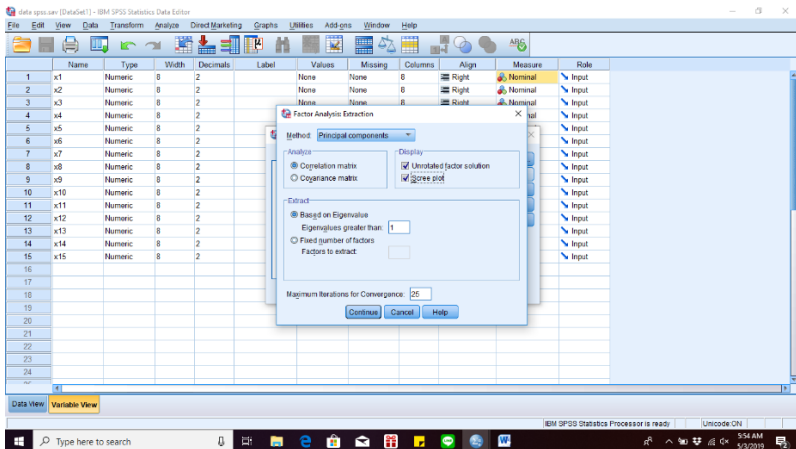 data spss.sav [DataSet1] - IBM SPSS Statistics Data Editor
File Edit View Data Transform Analyze Direct Marketing Graphs Utilities Add-ons Window Help
Name Type Width Decimals Label Values Missing Columns Align Measure Role
1 x1 Numeric 8 2 None None 8 Right Nominal Input
2 x2 Numeric 8 2 None None 8 Right Nominal Input
3 x3 Numeric 8 2 None None 8 Right Nominal Input
4 x4 Numeric 8 2 Input
5 x5 Numeric 8 2 Input
6 x6 Numeric 8 2 Input
7 x7 Numeric 8 2 Input
8 x8 Numeric 8 2 Input
9 x9 Numeric 8 2 Input
10 x10 Numeric 8 2 Input
11 x11 Numeric 8 2 Input
12 x12 Numeric 8 2 Input
13 x13 Numeric 8 2 Input
14 x14 Numeric 8 2 Input
15 x15 Numeric 8 2 Input
16
17
18
19
20
21
22
23
24
Factor Analysis Extraction
Method: Principal components
Analyze
Correlation matrix
Covariance matrix
Display
Unrotated factor solution
Scree plot
Extract
Based on Eigenvalue
Eigenvalues greater than: 1
Fixed number of factors
Factors to extract:
Maximum Iterations for Convergence: 25
Continue Cancel Help
Data View Variable View
IBM SPSS Statistics Processor is ready Unicode:ON
Type here to search
5:54 AM
5/3/2019